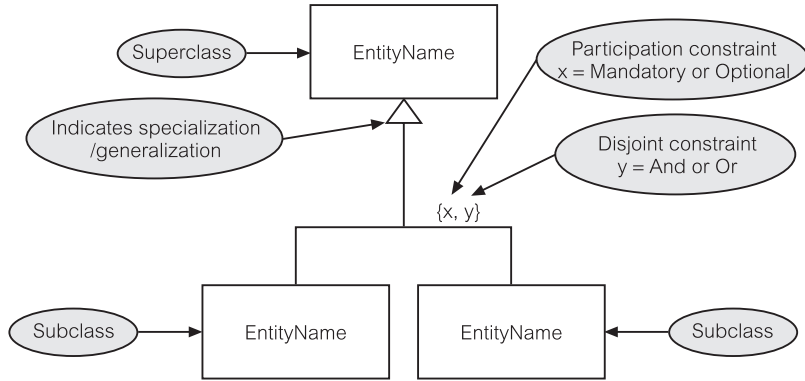 Superclass
EntityName
Participation constraint
x = Mandatory or Optional
Indicates specialization
/generalization
Disjoint constraint
y = And or Or
{x, y}
Subclass
EntityName
EntityName
Subclass